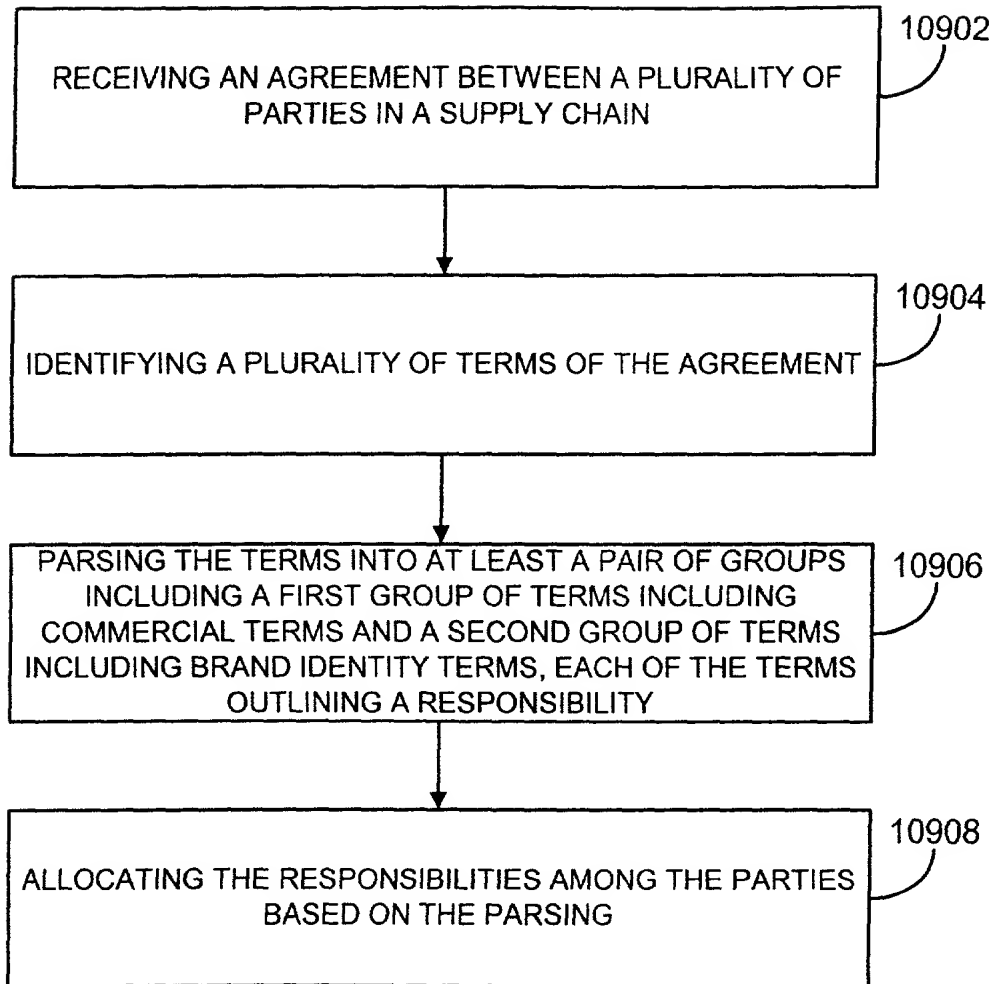 10902
RECEIVING AN AGREEMENT BETWEEN A PLURALITY OF
PARTIES IN A SUPPLY CHAIN
10904
IDENTIFYING A PLURALITY OF TERMS OF THE AGREEMENT
10906
PARSING THE TERMS INTO AT LEAST A PAIR OF GROUPS
INCLUDING A FIRST GROUP OF TERMS INCLUDING
COMMERCIAL TERMS AND A SECOND GROUP OF TERMS
INCLUDING BRAND IDENTITY TERMS, EACH OF THE TERMS
OUTLINING A RESPONSIBILITY
10908
ALLOCATING THE RESPONSIBILITIES AMONG THE PARTIES
BASED ON THE PARSING